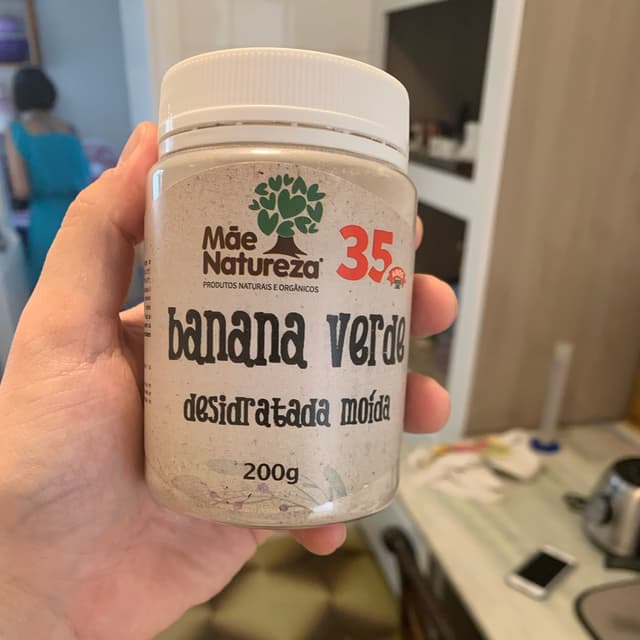 Mãe
Natureza®
35
PRODUTOS NATURAIS E ORGÂNICOS
banana verde
desidratada moída
200g